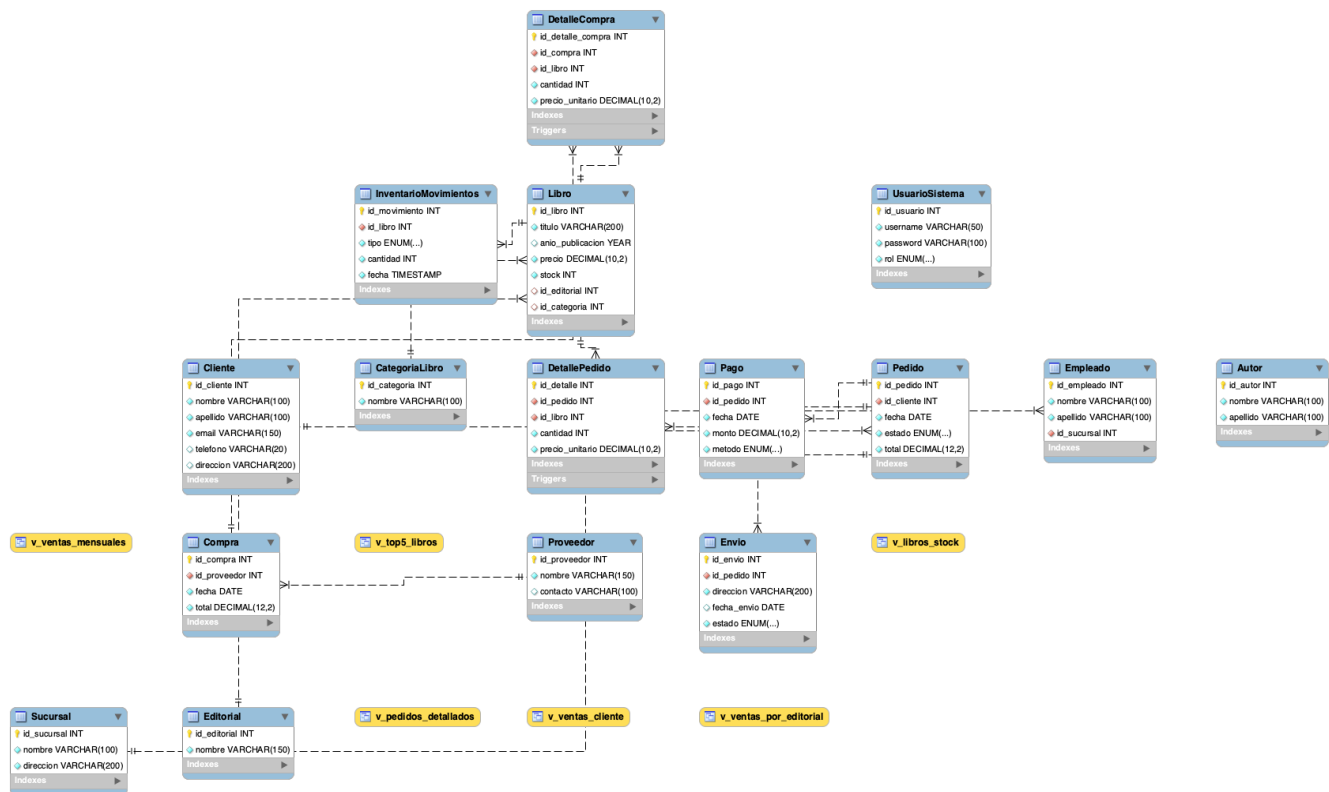 DetalleCompra
id_detalle_compra INT
id_compra INT
id_libro INT
cantidad INT
precio_unitario DECIMAL(10,2)
Indexes
Triggers
InventarioMovimientos
id_movimiento INT
id_libro INT
tipo ENUM(...)
cantidad INT
fecha TIMESTAMP
Indexes
Libro
id_libro INT
titulo VARCHAR(200)
anio_publicacion YEAR
precio DECIMAL(10,2)
stock INT
id_editorial INT
id_categoria INT
Indexes
UsuarioSistema
id_usuario INT
username VARCHAR(50)
password VARCHAR(100)
rol ENUM(...)
Indexes
Cliente
id_cliente INT
nombre VARCHAR(100)
apellido VARCHAR(100)
email VARCHAR(150)
telefono VARCHAR(20)
direccion VARCHAR(200)
Indexes
CategoriaLibro
id_categoria INT
nombre VARCHAR(100)
Indexes
DetallePedido
id_detalle INT
id_pedido INT
id_libro INT
cantidad INT
precio_unitario DECIMAL(10,2)
Indexes
Triggers
Pago
id_pago INT
id_pedido INT
fecha DATE
monto DECIMAL(10,2)
metodo ENUM(...)
Indexes
Pedido
id_pedido INT
id_cliente INT
fecha DATE
estado ENUM(...)
total DECIMAL(12,2)
Indexes
Empleado
id_empleado INT
nombre VARCHAR(100)
apellido VARCHAR(100)
id_sucursal INT
Indexes
Autor
id_autor INT
nombre VARCHAR(100)
apellido VARCHAR(100)
Indexes
v_ventas_mensuales
Compra
id_compra INT
id_proveedor INT
fecha DATE
total DECIMAL(12,2)
Indexes
v_top5_libros
Proveedor
id_proveedor INT
nombre VARCHAR(150)
contacto VARCHAR(100)
Indexes
Envio
id_envio INT
id_pedido INT
direccion VARCHAR(200)
fecha_envio DATE
estado ENUM(...)
Indexes
v_libros_stock
Sucursal
id_sucursal INT
nombre VARCHAR(100)
direccion VARCHAR(200)
Indexes
Editorial
id_editorial INT
nombre VARCHAR(150)
Indexes
v_pedidos_detallados
v_ventas_cliente
v_ventas_por_editorial